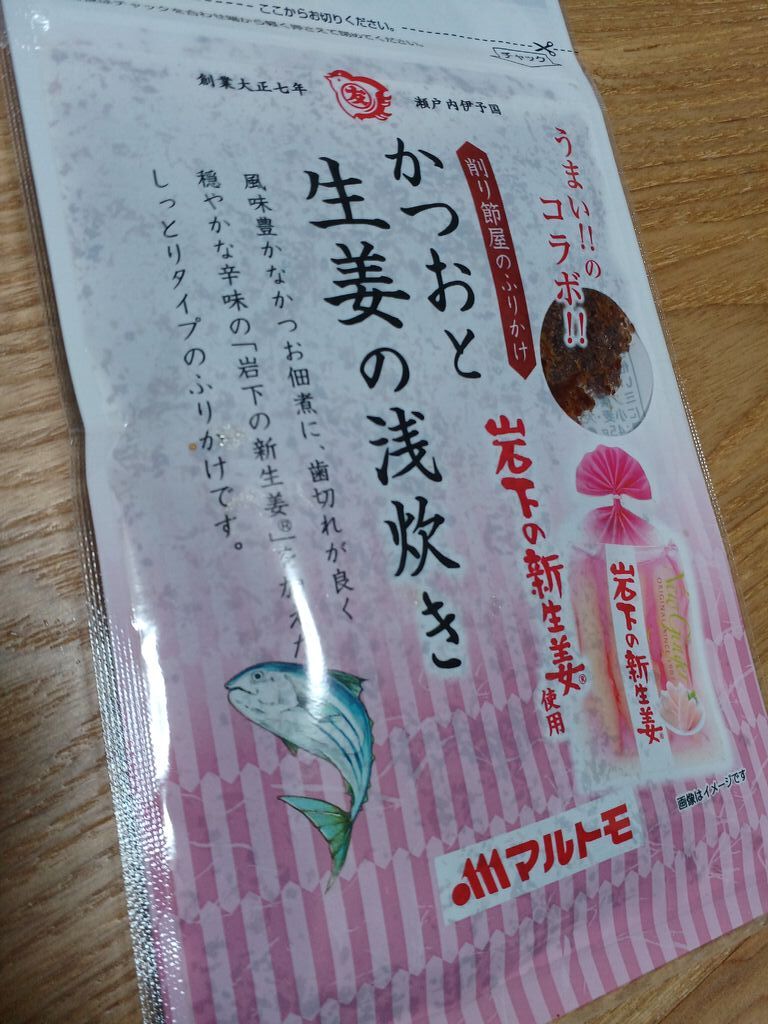 ここからお切りください。
チャック
創業大正七年
友
瀬戸内伊予国
うまい!!の
コラボ!!
削り節屋のふりかけ
かつおと
生姜の浅炊き
岩下の新生姜®使用
風味豊かなかつお佃煮に、歯切れが良く
穏やかな辛味の「岩下の新生姜®」を
しっとりタイプのふりかけです。
岩下の新生姜
画像はイメージです
マルトモ